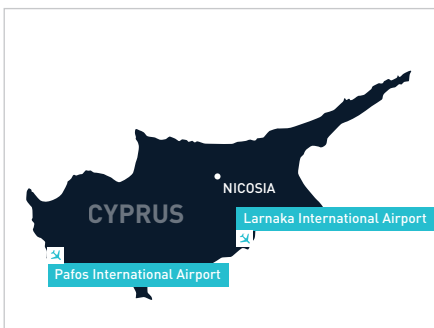 NICOSIA
CYPRUS
Larnaka International Airport
Pafos International Airport